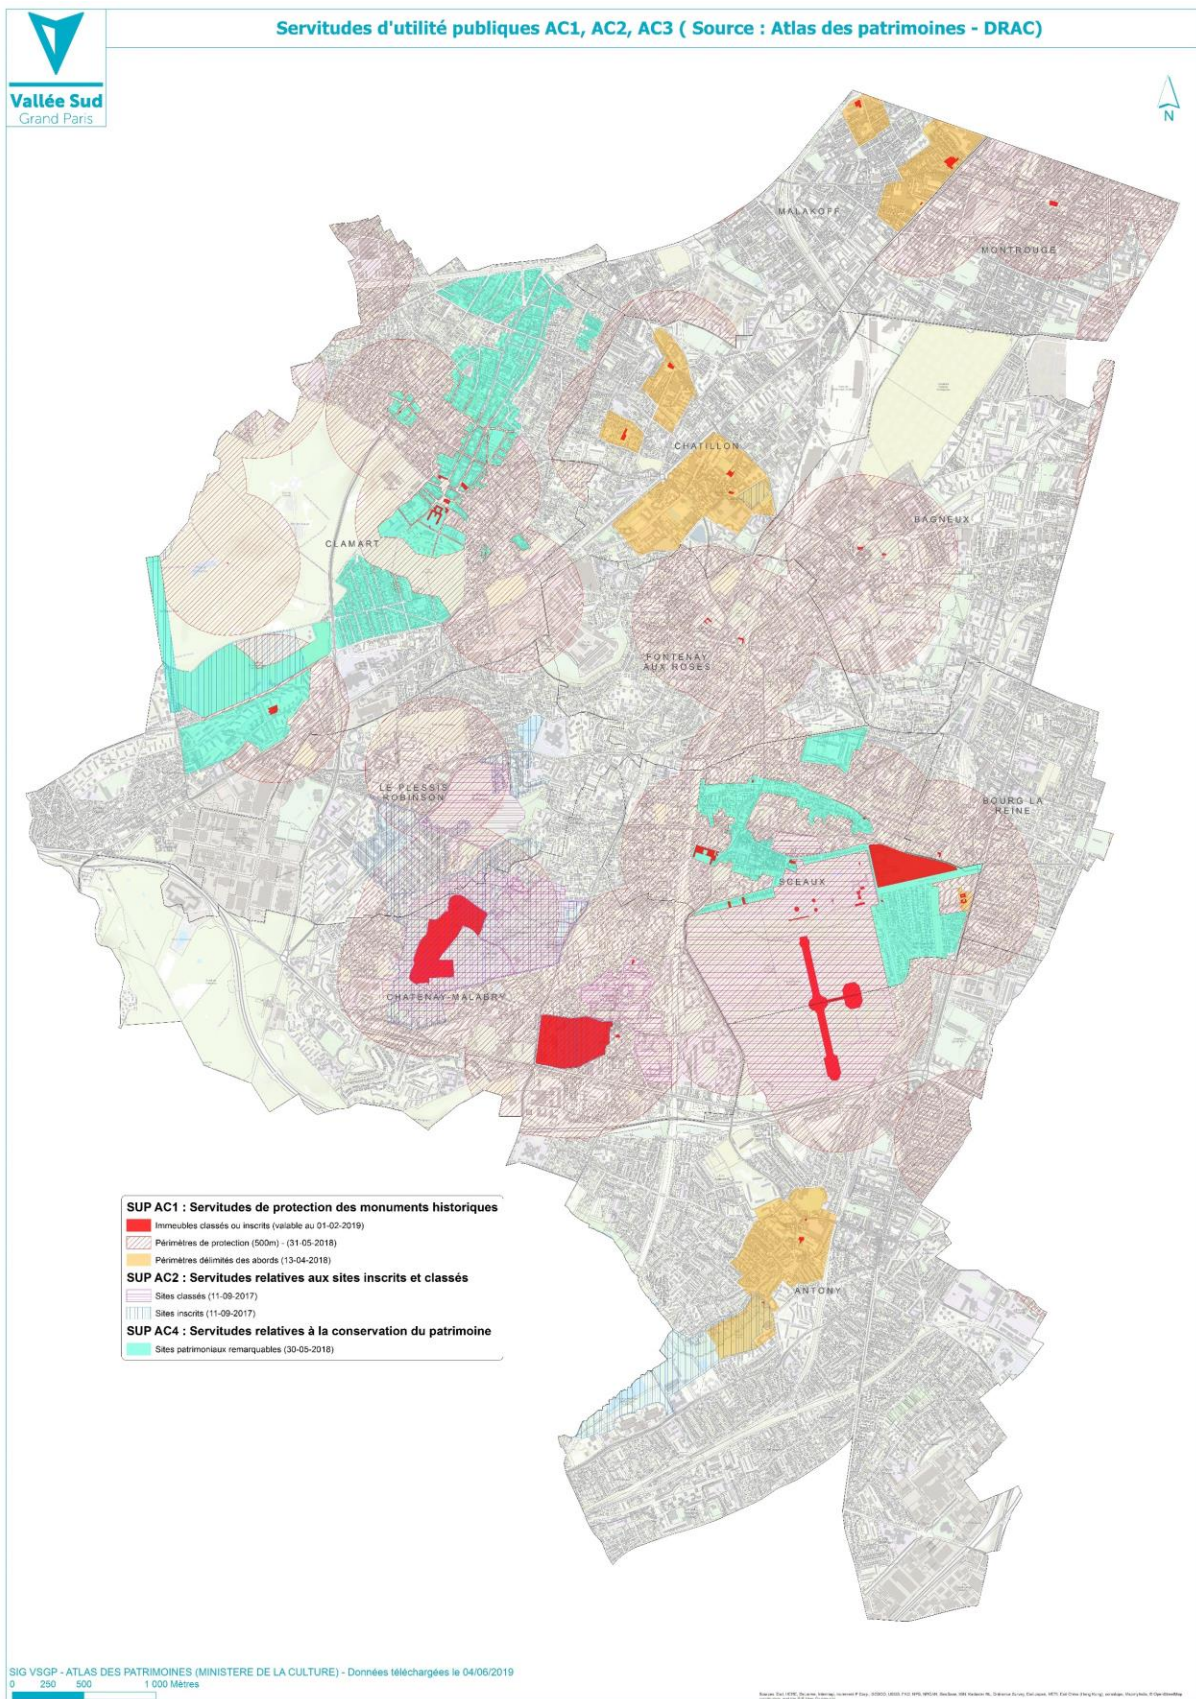 Servitudes d'utilité publiques AC1, AC2, AC3 ( Source : Atlas des patrimoines - DRAC)
Vallée Sud
Grand Paris
N
MALAKOFF
MONTROUGE
CHATILLON
BAGNEUX
CLAMART
FONTENAY
AUX ROSES
LE PLESSIS
ROBINSON
BOURG LA
REINE
SCEAUX
CHATENAY-MALABRY
ANTONY
SUP AC1 : Servitudes de protection des monuments historiques
Immeubles classés ou inscrits (valable au 01-02-2019)
Périmètres de protection (500m) - (31-05-2018)
Périmètres délimités des abords (13-04-2018)
SUP AC2 : Servitudes relatives aux sites inscrits et classés
Sites classés (11-09-2017)
Sites inscrits (11-09-2017)
SUP AC4 : Servitudes relatives à la conservation du patrimoine
Sites patrimoniaux remarquables (30-05-2018)
SIG VSGP - ATLAS DES PATRIMOINES (MINISTERE DE LA CULTURE) - Données téléchargées le 04/06/2019
0 250 500 1 000 Mètres